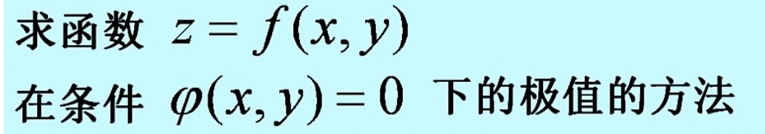 求函数 z = f(x, y)
在条件 φ(x, y) = 0 下的极值的方法